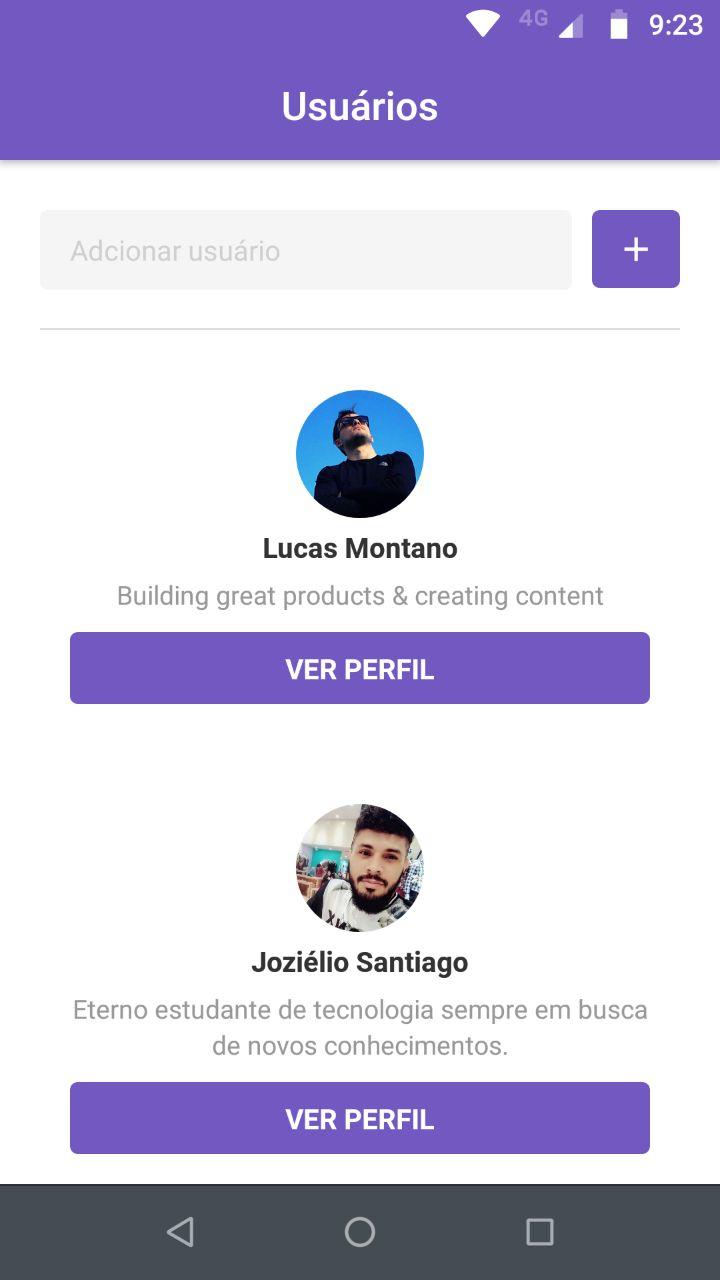 4G 9:23
Usuários
Adcionar usuário
+
Lucas Montano
Building great products & creating content
VER PERFIL
Joziélio Santiago
Eterno estudante de tecnologia sempre em busca
de novos conhecimentos.
VER PERFIL